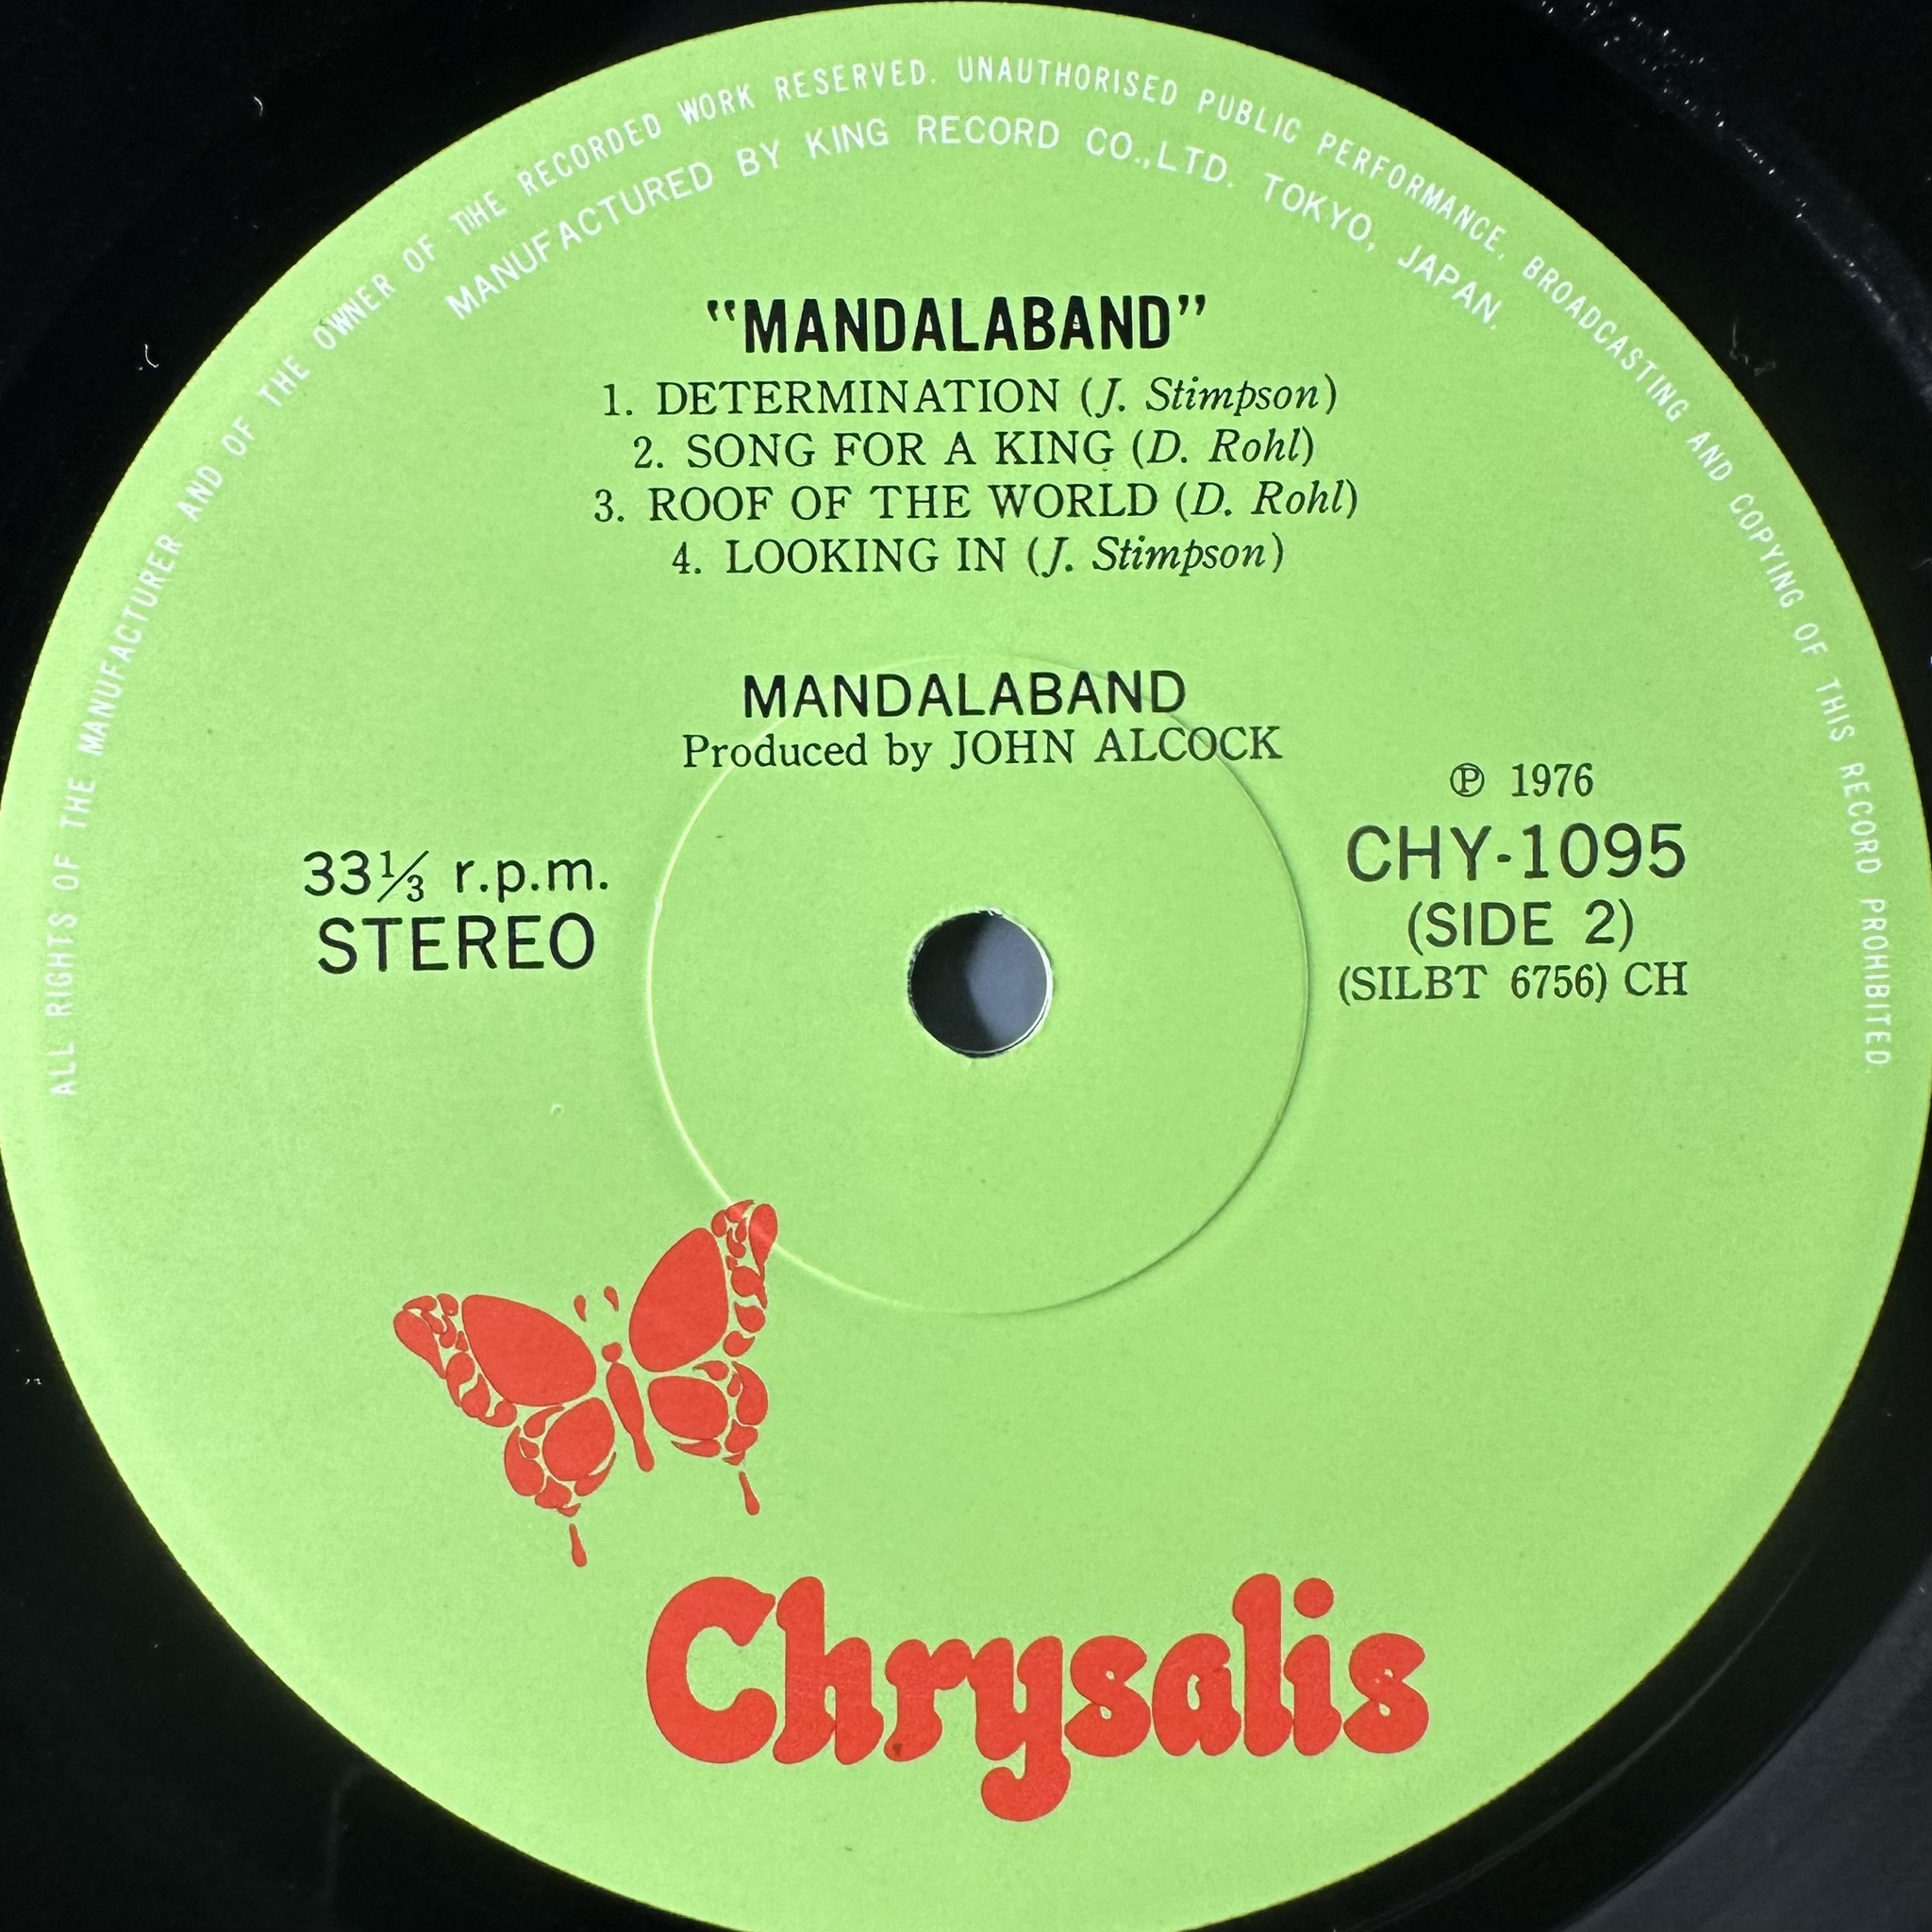 ALL RIGHTS OF THE MANUFACTURER AND OF THE OWNER OF THE RECORDED WORK RESERVED. UNAUTHORISED PUBLIC PERFORMANCE, BROADCASTING AND COPYING OF THIS RECORD PROHIBITED.
MANUFACTURED BY KING RECORD CO.,LTD. TOKYO, JAPAN.
"MANDALABAND"
1. DETERMINATION (J. Stimpson)
2. SONG FOR A KING (D. Rohl)
3. ROOF OF THE WORLD (D. Rohl)
4. LOOKING IN (J. Stimpson)
MANDALABAND
Produced by JOHN ALCOCK
33⅓ r.p.m.
STEREO
℗ 1976
CHY-1095
(SIDE 2)
(SILBT 6756) CH
Chrysalis